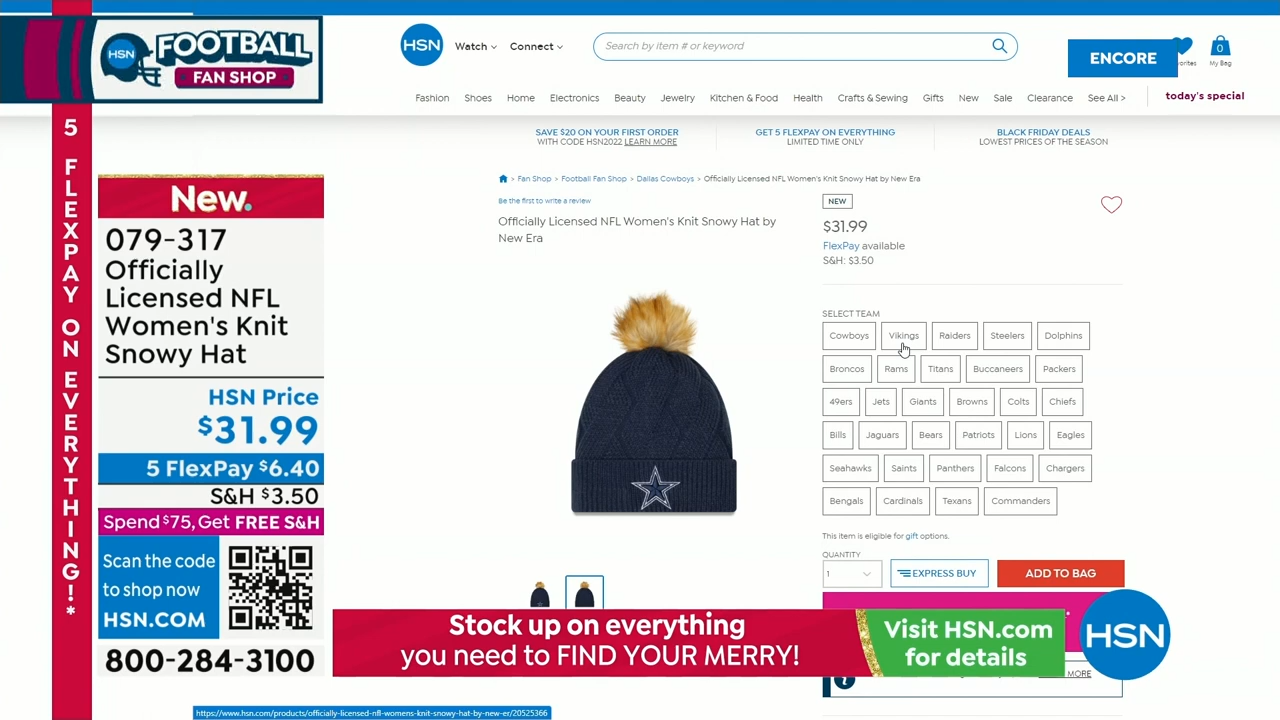 HSN
FOOTBALL
FAN SHOP
5 FLEXPAY ON EVERYTHING!*
New.
079-317
Officially
Licensed NFL
Women's Knit
Snowy Hat
HSN Price
$31.99
5 FlexPay $6.40
S&H $3.50
Spend $75, Get FREE S&H
Scan the code
to shop now
HSN.COM
800-284-3100
HSN
Watch
Connect
Search by item # or keyword
ENCORE
0
My Bag
Fashion Shoes Home Electronics Beauty Jewelry Kitchen & Food Health Crafts & Sewing Gifts New Sale Clearance See All > today's special
SAVE $20 ON YOUR FIRST ORDER
WITH CODE HSN2022 LEARN MORE
GET 5 FLEXPAY ON EVERYTHING
LIMITED TIME ONLY
BLACK FRIDAY DEALS
LOWEST PRICES OF THE SEASON
> Fan Shop > Football Fan Shop > Dallas Cowboys > Officially Licensed NFL Women's Knit Snowy Hat by New Era
Be the first to write a review
Officially Licensed NFL Women's Knit Snowy Hat by
New Era
NEW
$31.99
FlexPay available
S&H: $3.50
SELECT TEAM
Cowboys Vikings Raiders Steelers Dolphins
Broncos Rams Titans Buccaneers Packers
49ers Jets Giants Browns Colts Chiefs
Bills Jaguars Bears Patriots Lions Eagles
Seahawks Saints Panthers Falcons Chargers
Bengals Cardinals Texans Commanders
This item is eligible for gift options.
QUANTITY
1
EXPRESS BUY
ADD TO BAG
Stock up on everything
you need to FIND YOUR MERRY!
Visit HSN.com
for details
HSN
MORE
https://www.hsn.com/products/officially-licensed-nfl-womens-knit-snowy-hat-by-new-er/20525366